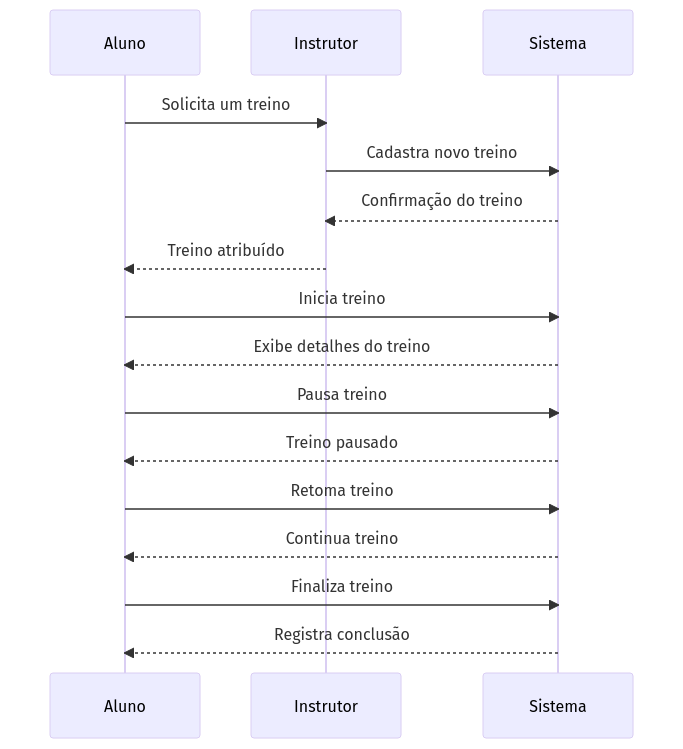 Aluno
Instrutor
Sistema
Solicita um treino
Cadastra novo treino
Confirmação do treino
Treino atribuído
Inicia treino
Exibe detalhes do treino
Pausa treino
Treino pausado
Retoma treino
Continua treino
Finaliza treino
Registra conclusão
Aluno
Instrutor
Sistema